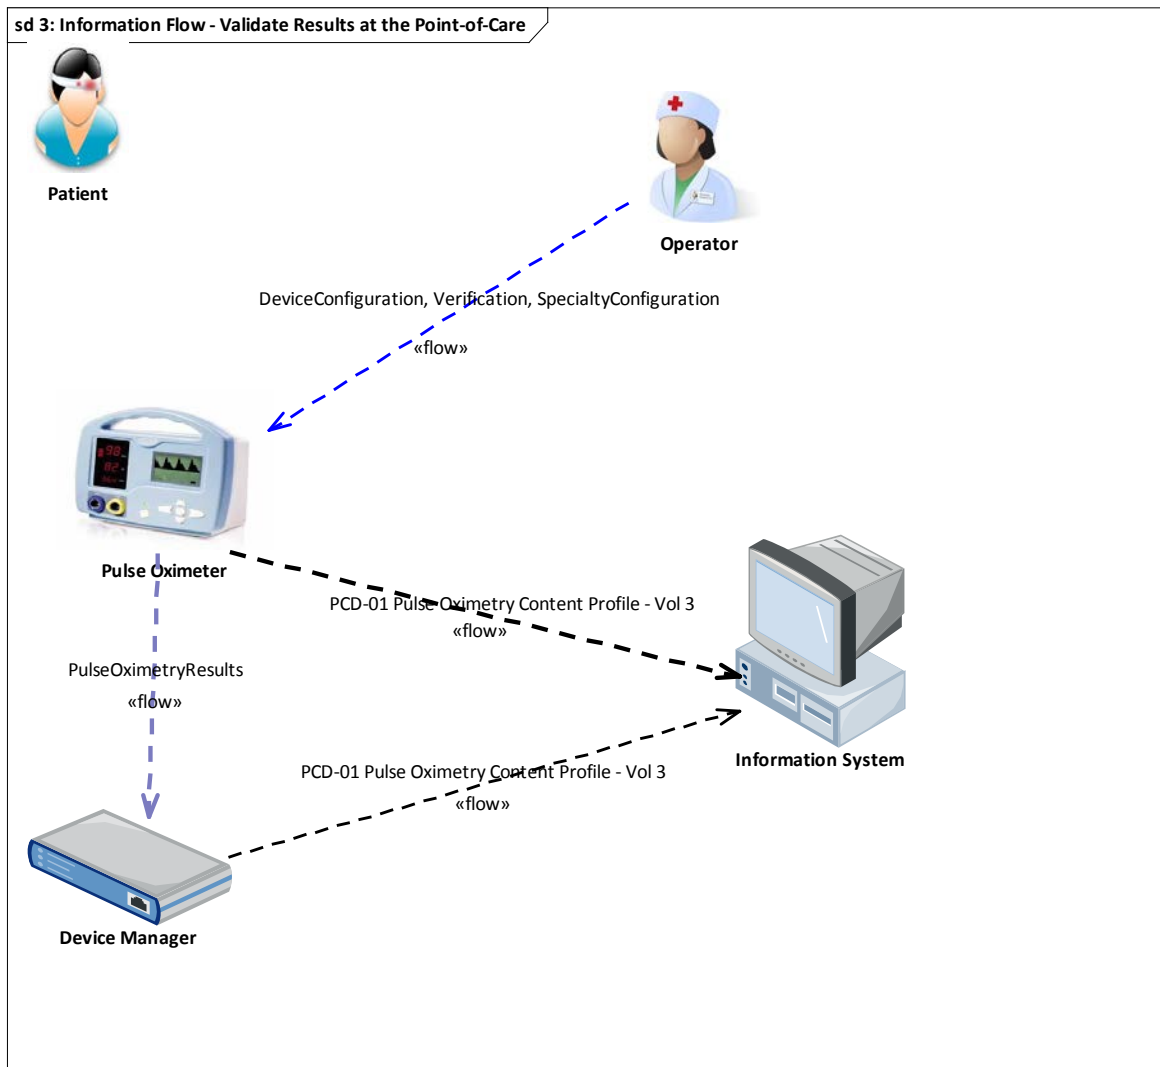 sd 3: Information Flow - Validate Results at the Point-of-Care
Patient
Operator
DeviceConfiguration, Verification, SpecialtyConfiguration
«flow»
98
82
Pulse Oximeter
PCD-01 Pulse Oximetry Content Profile - Vol 3
«flow»
PulseOximetryResults
«flow»
Information System
PCD-01 Pulse Oximetry Content Profile - Vol 3
«flow»
Device Manager